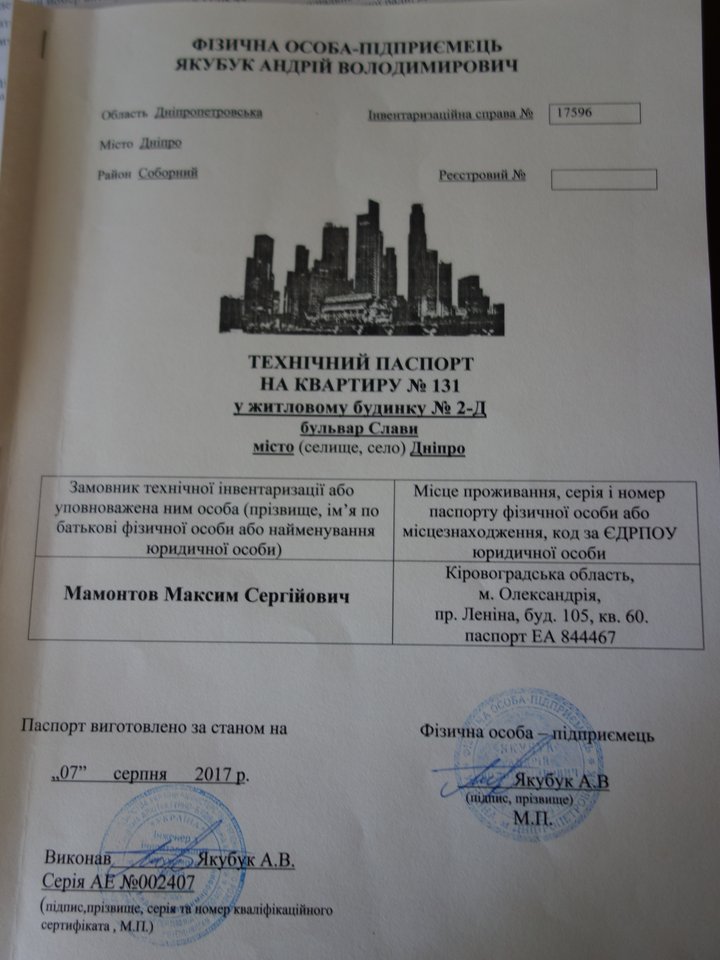 ФІЗИЧНА ОСОБА-ПІДПРИЄМЕЦЬ
ЯКУБУК АНДРІЙ ВОЛОДИМИРОВИЧ
Область Дніпропетровська
Інвентаризаційна справа № 17596
Місто Дніпро
Район Соборний
Реєстровий №
ТЕХНІЧНИЙ ПАСПОРТ
НА КВАРТИРУ № 131
у житловому будинку № 2-Д
бульвар Слави
місто (селище, село) Дніпро
Замовник технічної інвентаризації або
уповноважена ним особа (прізвище, ім’я по
батькові фізичної особи або найменування
юридичної особи)
Місце проживання, серія і номер
паспорту фізичної особи або
місцезнаходження, код за ЄДРПОУ
юридичної особи
Мамонтов Максим Сергійович
Кіровоградська область,
м. Олександрія,
пр. Леніна, буд. 105, кв. 60.
паспорт ЕА 844467
Паспорт виготовлено за станом на
„07” серпня 2017 р.
Фізична особа – підприємець
Якубук А.В
(підпис, прізвище)
М.П.
Виконав Якубук А.В.
Серія АЕ №002407
(підпис,прізвище, серія та номер кваліфікаційного
сертифіката , М.П.)